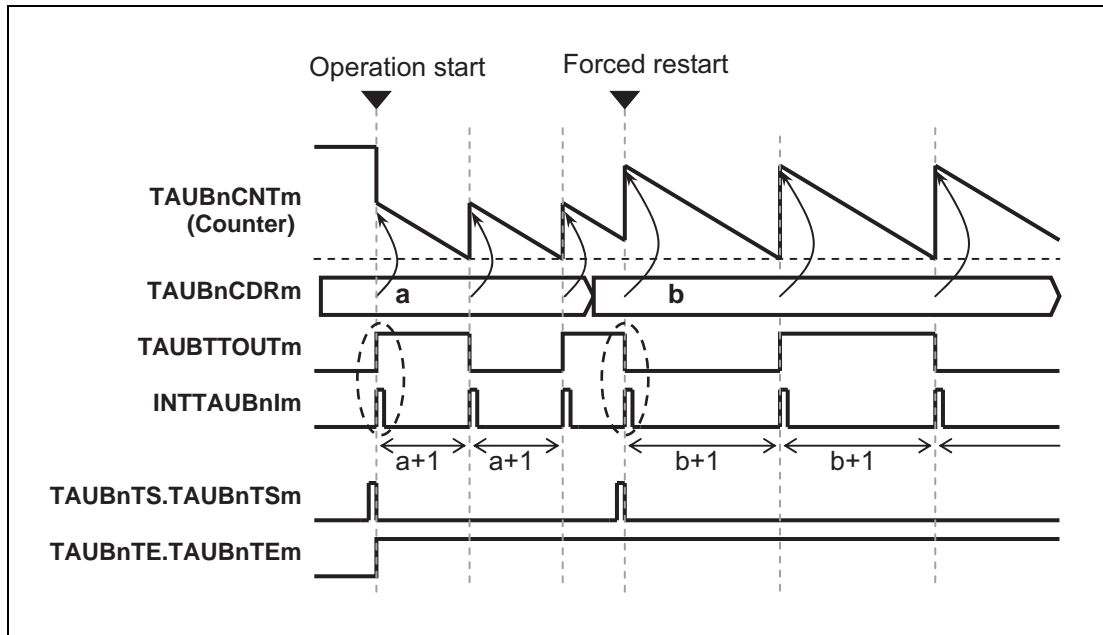 Operation start
Forced restart
TAUBnCNTm
(Counter)
TAUBnCDRm
a
b
TAUBTTOUTm
INTTAUBnIm
a+1
a+1
b+1
b+1
TAUBnTS.TAUBnTSm
TAUBnTE.TAUBnTEm